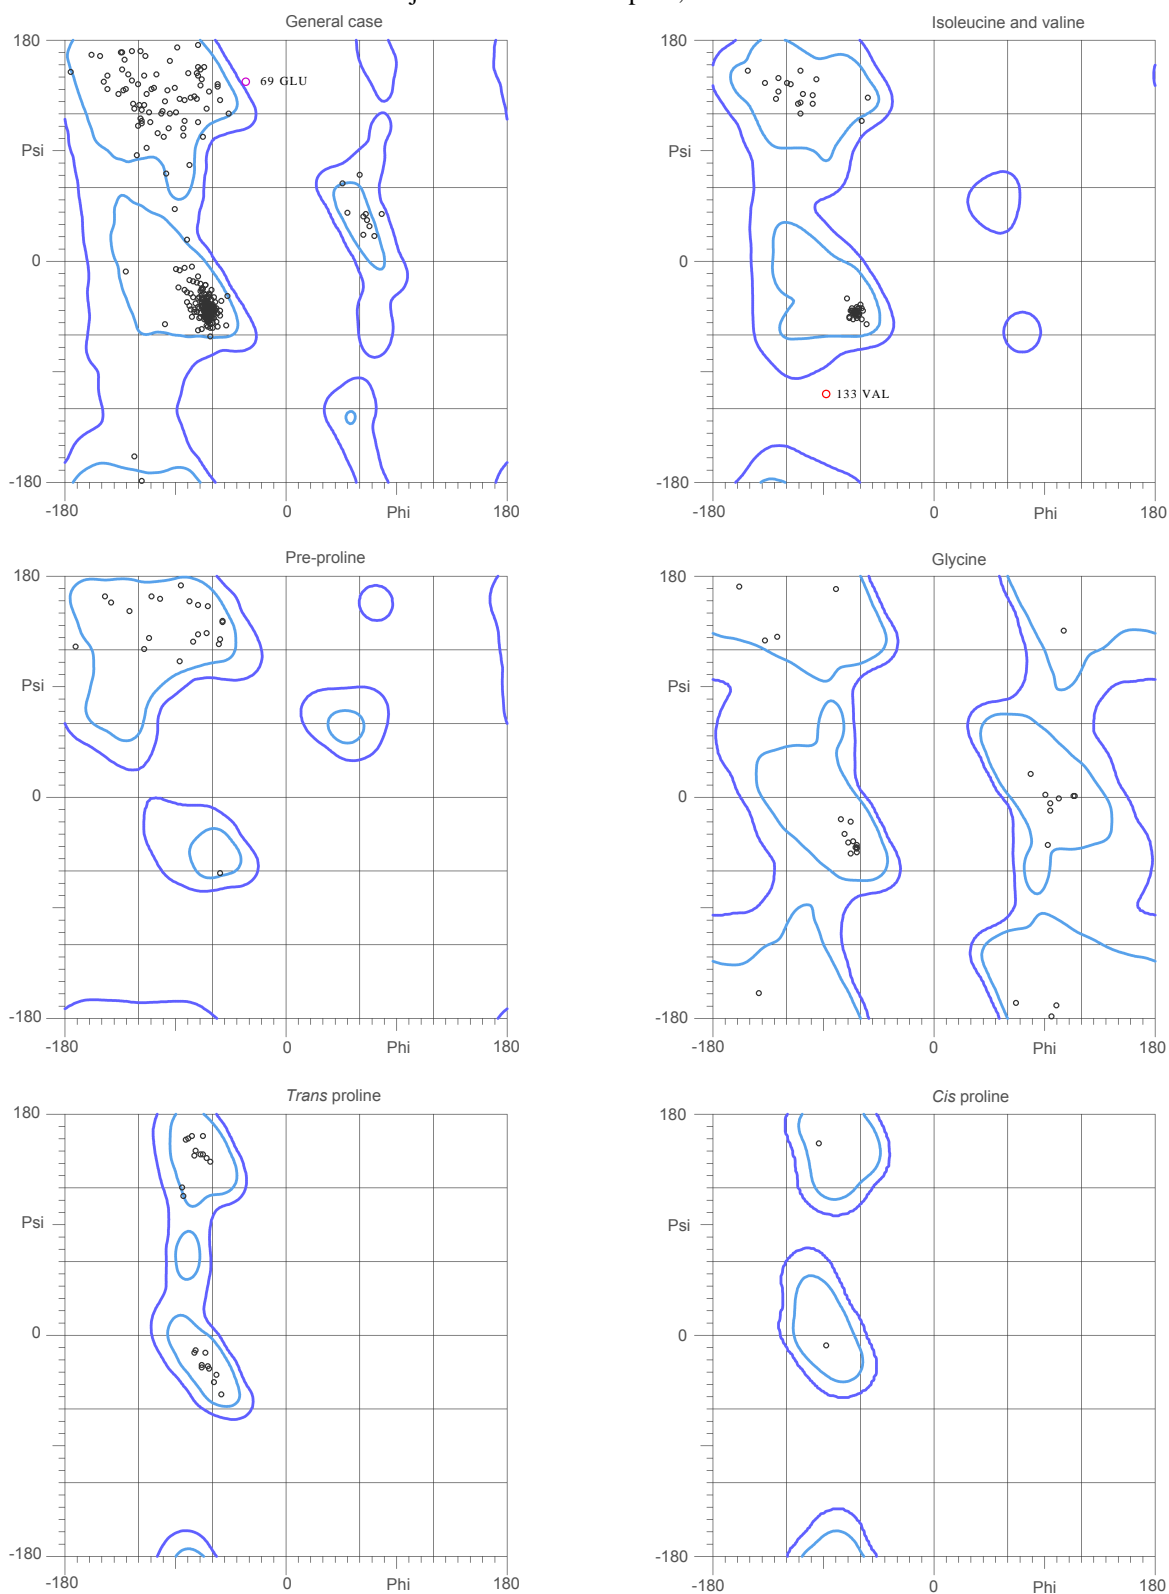 General case
180
69 GLU
Psi
0
-180
-180
0
Phi
180
Isoleucine and valine
180
Psi
0
133 VAL
-180
-180
0
Phi
180
Pre-proline
180
Psi
0
-180
-180
0
Phi
180
Glycine
180
Psi
0
-180
-180
0
Phi
180
Trans proline
180
Psi
0
-180
-180
0
Phi
180
Cis proline
180
Psi
0
-180
-180
0
Phi
180